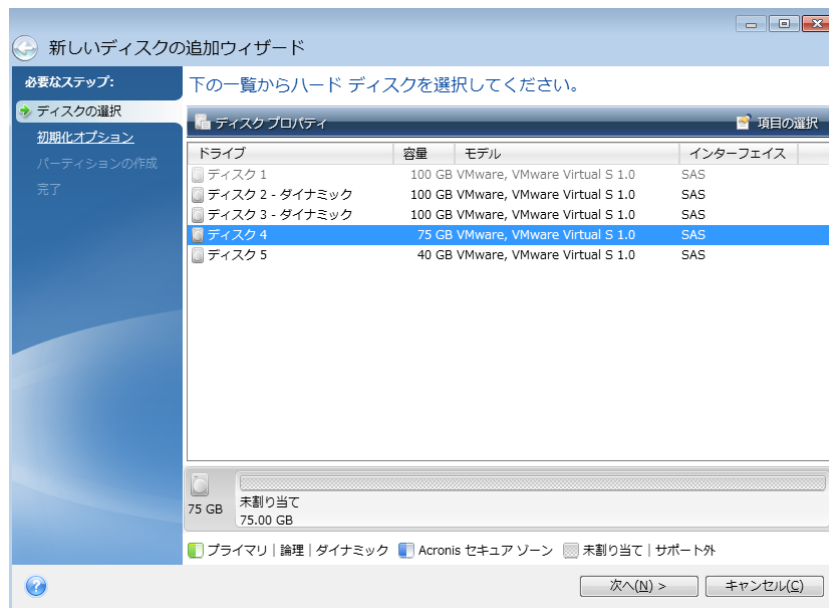 新しいディスクの追加ウィザード
必要なステップ:
ディスクの選択
初期化オプション
パーティションの作成
完了
下の一覧からハード ディスクを選択してください。
ディスク プロパティ
項目の選択
ドライブ 容量 モデル インターフェイス
ディスク 1 100 GB VMware, VMware Virtual S 1.0 SAS
ディスク 2 - ダイナミック 100 GB VMware, VMware Virtual S 1.0 SAS
ディスク 3 - ダイナミック 100 GB VMware, VMware Virtual S 1.0 SAS
ディスク 4 75 GB VMware, VMware Virtual S 1.0 SAS
ディスク 5 40 GB VMware, VMware Virtual S 1.0 SAS
75 GB
未割り当て
75.00 GB
プライマリ | 論理 | ダイナミック Acronis セキュア ゾーン 未割り当て | サポート外
次へ(N) > キャンセル(C)